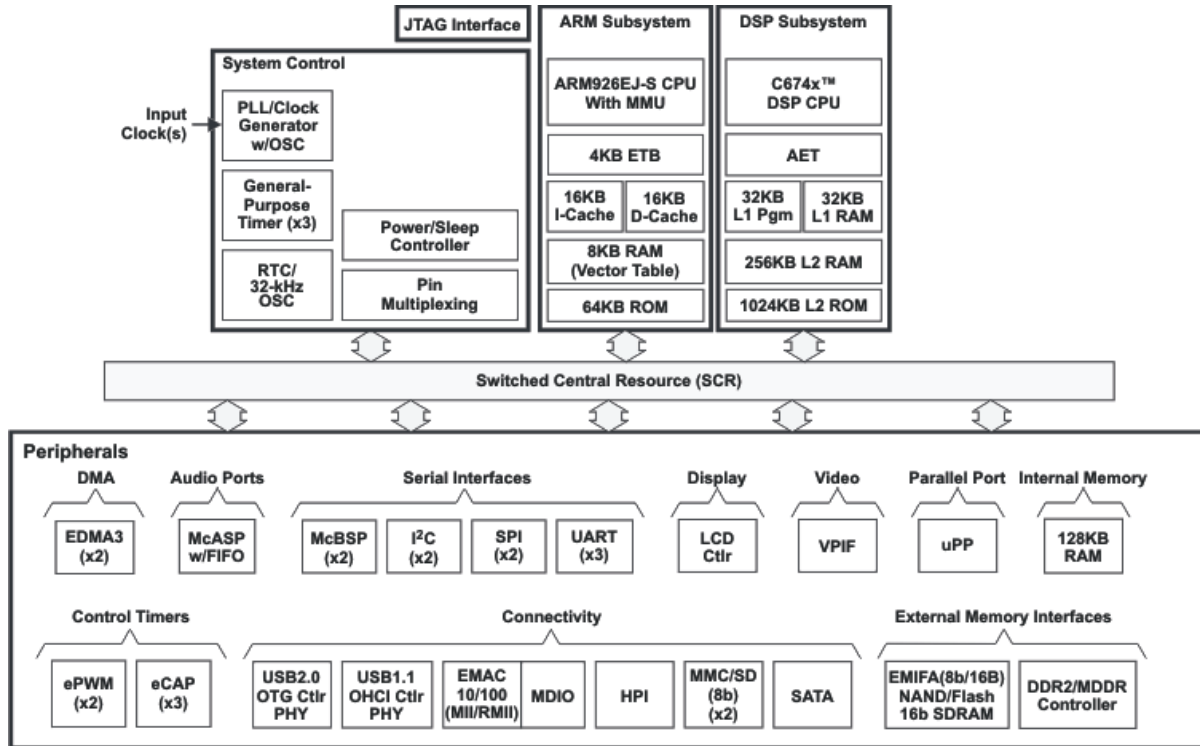 JTAG Interface
System Control
Input
Clock(s)
PLL/Clock
Generator
w/OSC
General-
Purpose
Timer (x3)
RTC/
32-kHz
OSC
Power/Sleep
Controller
Pin
Multiplexing
ARM Subsystem
ARM926EJ-S CPU
With MMU
4KB ETB
16KB
I-Cache
16KB
D-Cache
8KB RAM
(Vector Table)
64KB ROM
DSP Subsystem
C674x™
DSP CPU
AET
32KB
L1 Pgm
32KB
L1 RAM
256KB L2 RAM
1024KB L2 ROM
Switched Central Resource (SCR)
Peripherals
DMA
EDMA3
(x2)
Audio Ports
McASP
w/FIFO
Serial Interfaces
McBSP
(x2)
I²C
(x2)
SPI
(x2)
UART
(x3)
Display
LCD
Ctlr
Video
VPIF
Parallel Port
uPP
Internal Memory
128KB
RAM
Control Timers
ePWM
(x2)
eCAP
(x3)
Connectivity
USB2.0
OTG Ctlr
PHY
USB1.1
OHCI Ctlr
PHY
EMAC
10/100
(MII/RMII)
MDIO
HPI
MMC/SD
(8b)
(x2)
SATA
External Memory Interfaces
EMIFA(8b/16B)
NAND/Flash
16b SDRAM
DDR2/MDDR
Controller